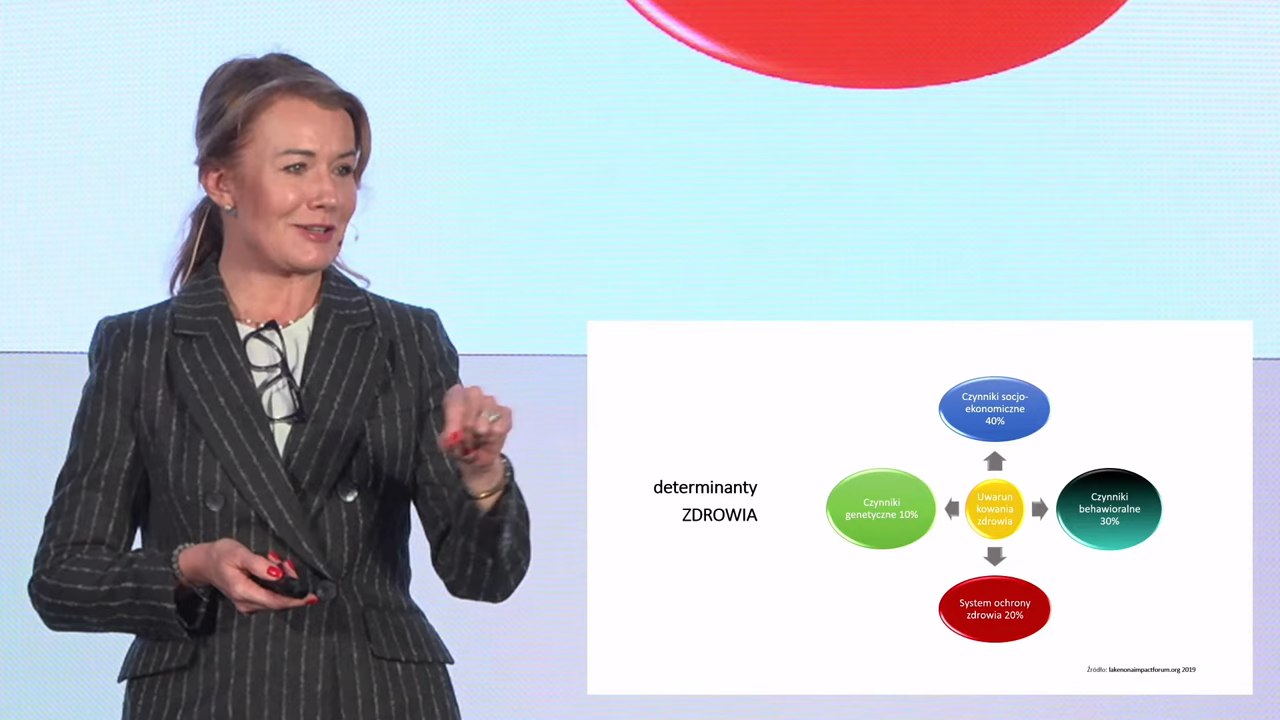 determinanty
ZDROWIA
Czynniki socjo-
ekonomiczne
40%
Czynniki
genetyczne 10%
Uwarun
kowania
zdrowia
Czynniki
behawioralne
30%
System ochrony
zdrowia 20%
Źródło: lakenonaimpactforum.org 2019